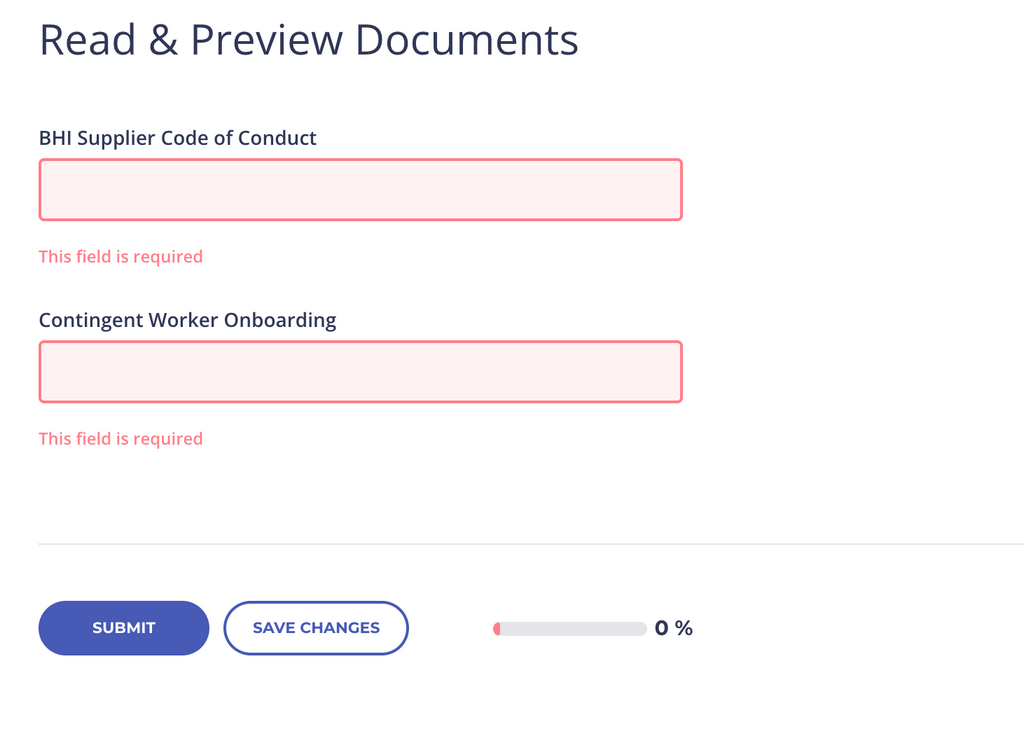 Read & Preview Documents
BHI Supplier Code of Conduct
This field is required
Contingent Worker Onboarding
This field is required
SUBMIT
SAVE CHANGES
0 %